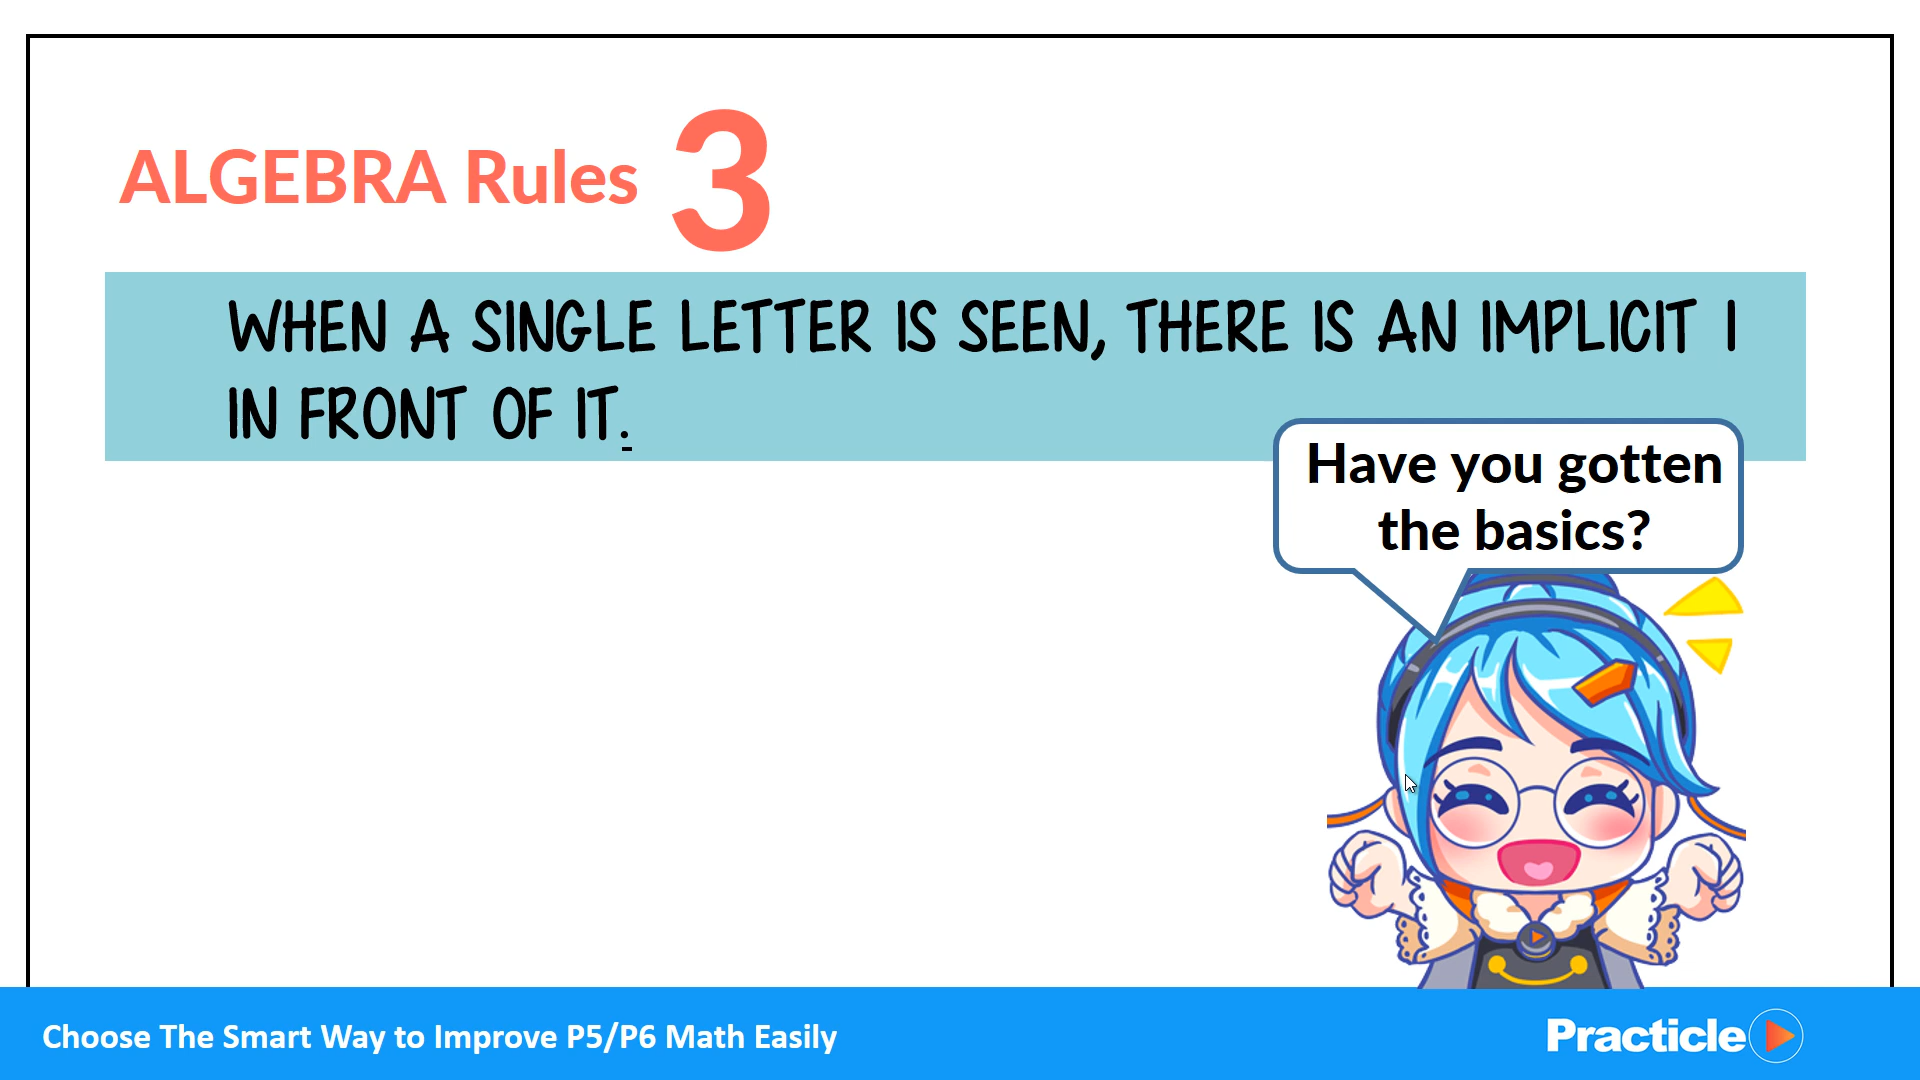 ALGEBRA Rules 3
WHEN A SINGLE LETTER IS SEEN, THERE IS AN IMPLICIT 1
IN FRONT OF IT.
Have you gotten
the basics?
Choose The Smart Way to Improve P5/P6 Math Easily
Practicle